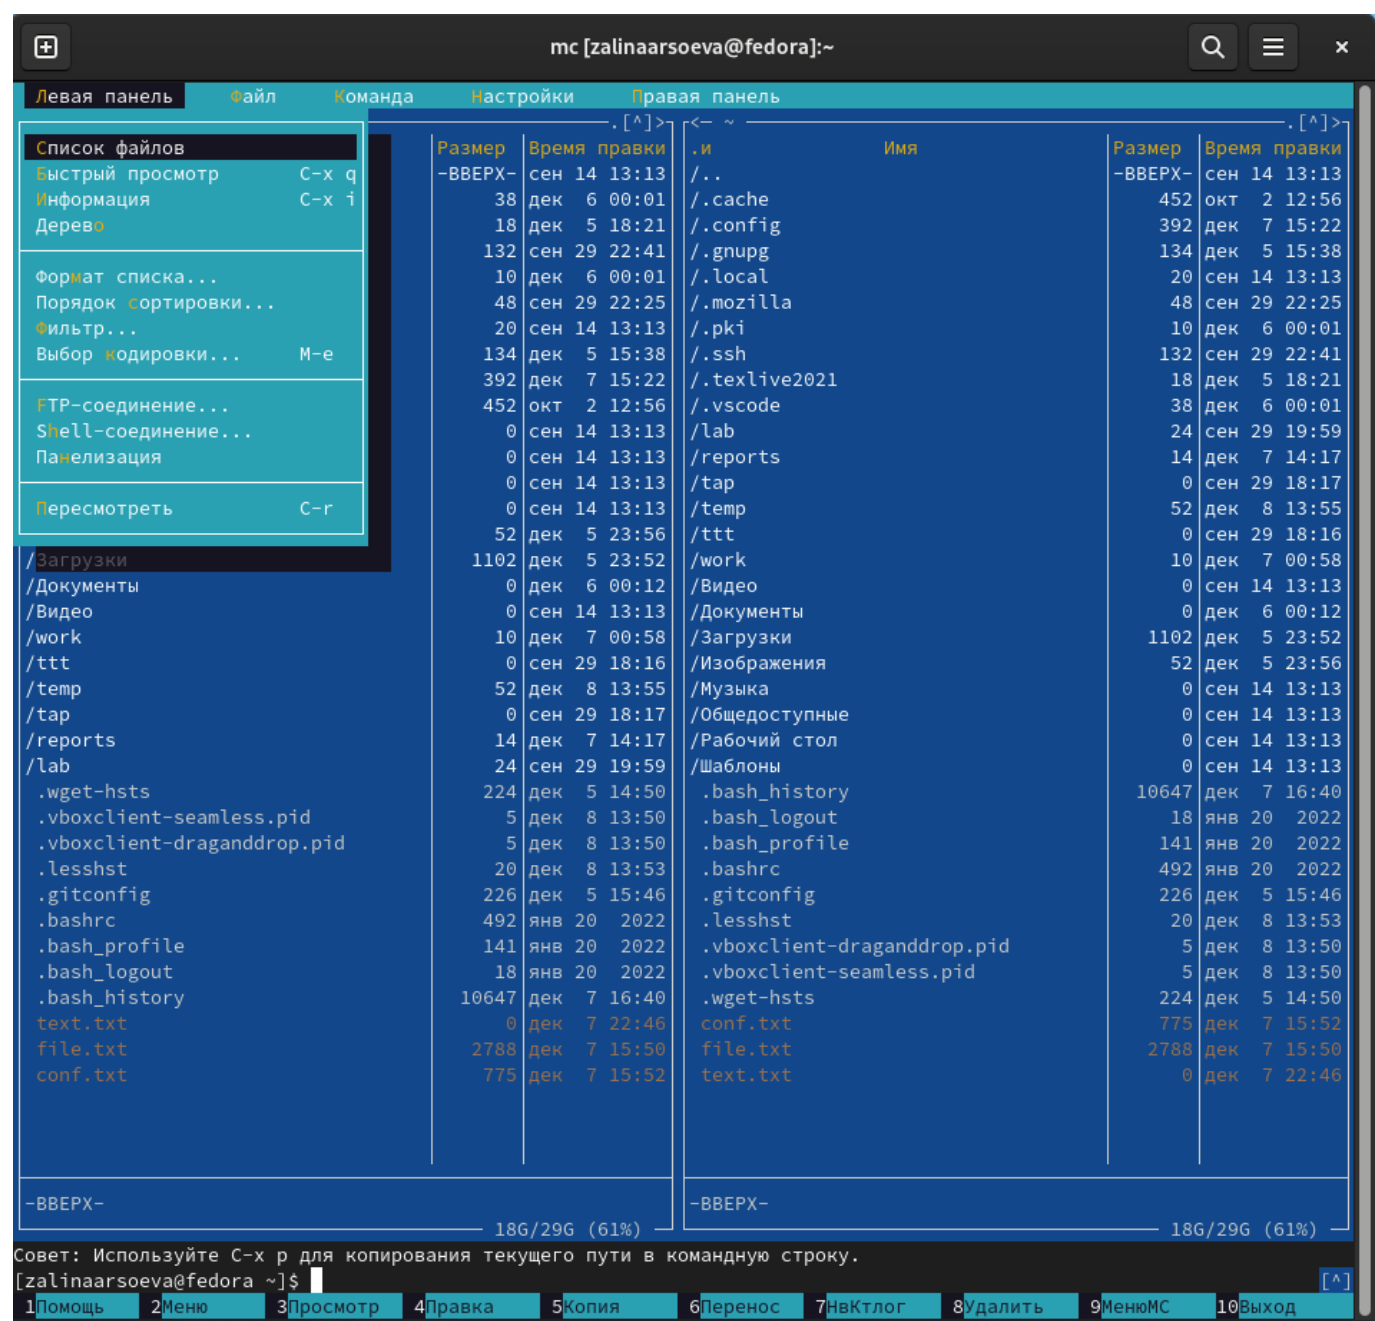 mc [zalinaarsoeva@fedora]:~
Левая панель Файл Команда Настройки Правая панель
.[^]>┐ ┌<─ ~ .[^]>┐
Список файлов Размер Время правки .и Имя Размер Время правки
Быстрый просмотр C-x q -ВВЕРХ- сен 14 13:13 /.. -ВВЕРХ- сен 14 13:13
Информация C-x i 38 дек 6 00:01 /.cache 452 окт 2 12:56
Дерево 18 дек 5 18:21 /.config 392 дек 7 15:22
132 сен 29 22:41 /.gnupg 134 дек 5 15:38
Формат списка... 10 дек 6 00:01 /.local 20 сен 14 13:13
Порядок сортировки... 48 сен 29 22:25 /.mozilla 48 сен 29 22:25
Фильтр... 20 сен 14 13:13 /.pki 10 дек 6 00:01
Выбор кодировки... M-e 134 дек 5 15:38 /.ssh 132 сен 29 22:41
392 дек 7 15:22 /.texlive2021 18 дек 5 18:21
FTP-соединение... 452 окт 2 12:56 /.vscode 38 дек 6 00:01
Shell-соединение... 0 сен 14 13:13 /lab 24 сен 29 19:59
Панелизация 0 сен 14 13:13 /reports 14 дек 7 14:17
0 сен 14 13:13 /tap 0 сен 29 18:17
Пересмотреть C-r 0 сен 14 13:13 /temp 52 дек 8 13:55
52 дек 5 23:56 /ttt 0 сен 29 18:16
/Загрузки 1102 дек 5 23:52 /work 10 дек 7 00:58
/Документы 0 дек 6 00:12 /Видео 0 сен 14 13:13
/Видео 0 сен 14 13:13 /Документы 0 дек 6 00:12
/work 10 дек 7 00:58 /Загрузки 1102 дек 5 23:52
/ttt 0 сен 29 18:16 /Изображения 52 дек 5 23:56
/temp 52 дек 8 13:55 /Музыка 0 сен 14 13:13
/tap 0 сен 29 18:17 /Общедоступные 0 сен 14 13:13
/reports 14 дек 7 14:17 /Рабочий стол 0 сен 14 13:13
/lab 24 сен 29 19:59 /Шаблоны 0 сен 14 13:13
.wget-hsts 224 дек 5 14:50 .bash_history 10647 дек 7 16:40
.vboxclient-seamless.pid 5 дек 8 13:50 .bash_logout 18 янв 20 2022
.vboxclient-draganddrop.pid 5 дек 8 13:50 .bash_profile 141 янв 20 2022
.lesshst 20 дек 8 13:53 .bashrc 492 янв 20 2022
.gitconfig 226 дек 5 15:46 .gitconfig 226 дек 5 15:46
.bashrc 492 янв 20 2022 .lesshst 20 дек 8 13:53
.bash_profile 141 янв 20 2022 .vboxclient-draganddrop.pid 5 дек 8 13:50
.bash_logout 18 янв 20 2022 .vboxclient-seamless.pid 5 дек 8 13:50
.bash_history 10647 дек 7 16:40 .wget-hsts 224 дек 5 14:50
text.txt 0 дек 7 22:46 conf.txt 775 дек 7 15:52
file.txt 2788 дек 7 15:50 file.txt 2788 дек 7 15:50
conf.txt 775 дек 7 15:52 text.txt 0 дек 7 22:46
-ВВЕРХ- -ВВЕРХ-
18G/29G (61%) 18G/29G (61%)
Совет: Используйте C-x p для копирования текущего пути в командную строку.
[zalinaarsoeva@fedora ~]$ [^]
1Помощь 2Меню 3Просмотр 4Правка 5Копия 6Перенос 7НвКтлог 8Удалить 9МенюMC 10Выход